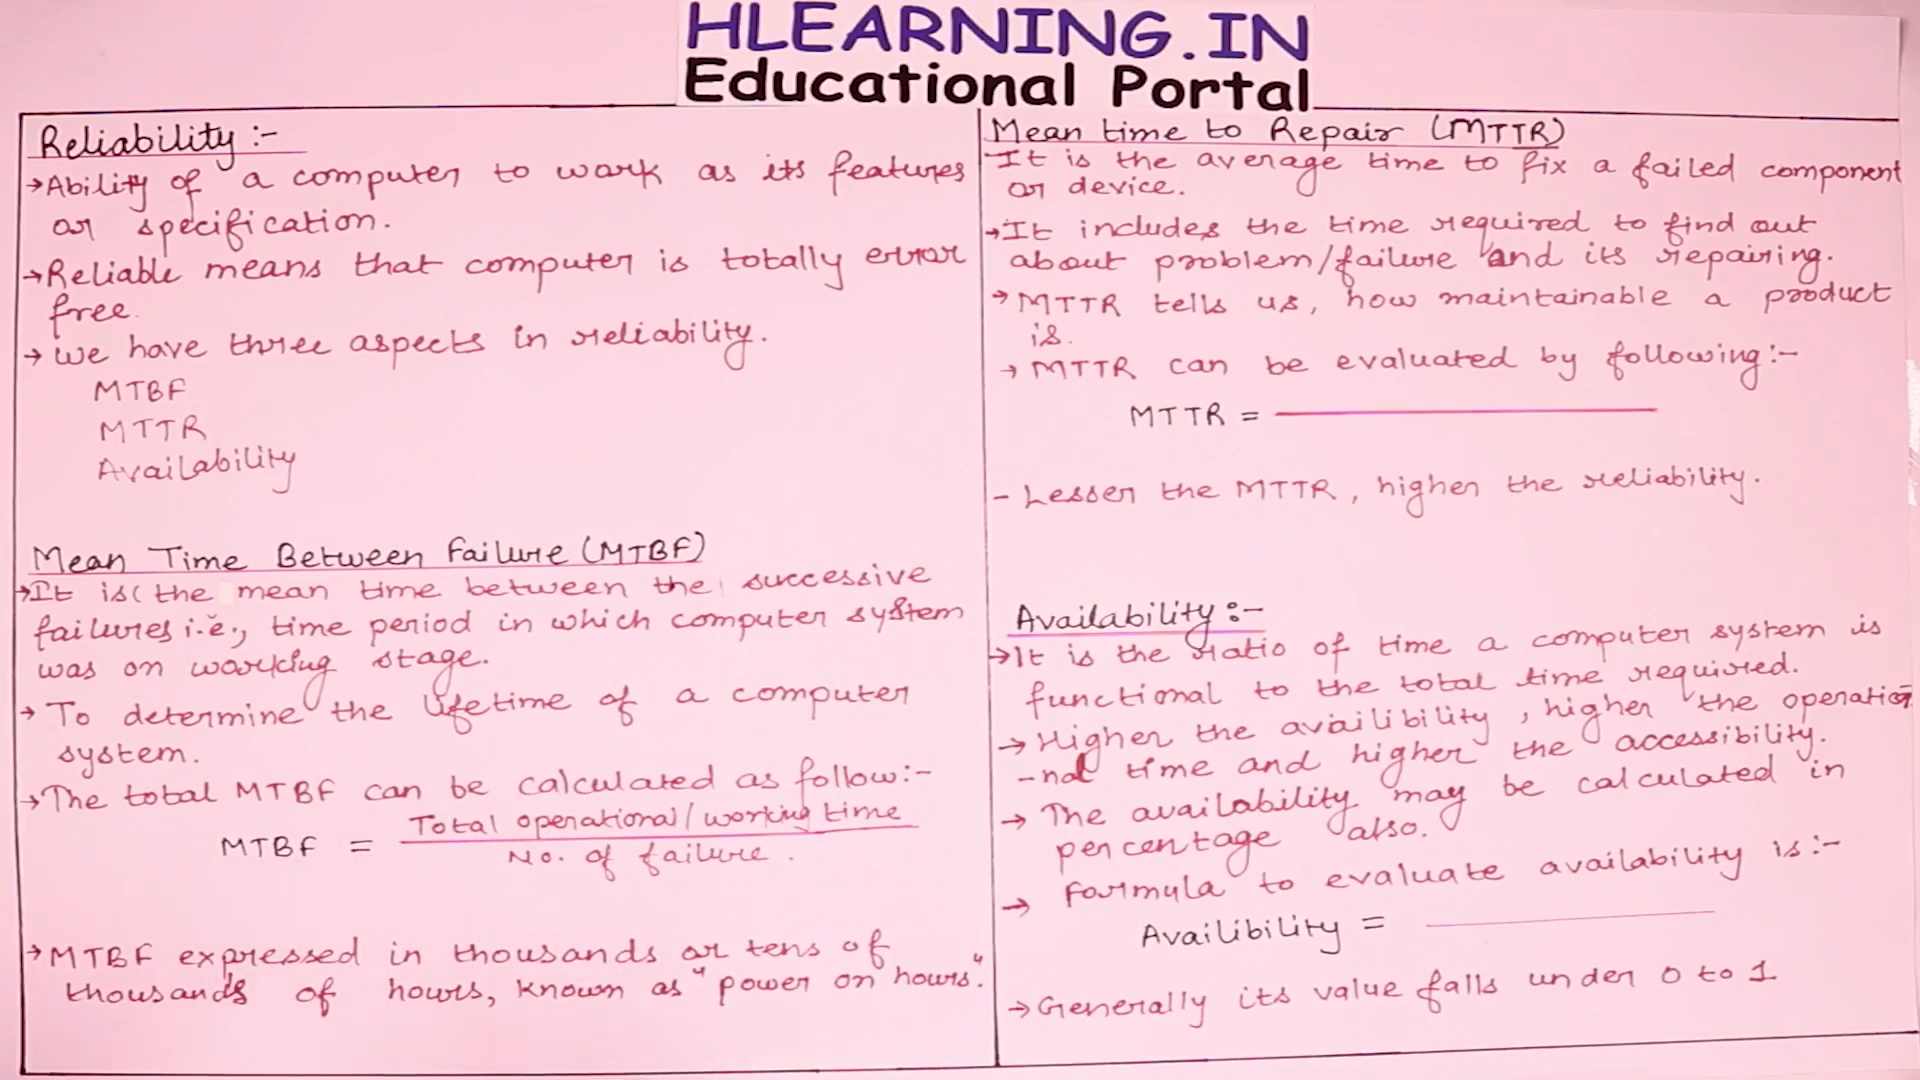 HLEARNING.IN
Educational Portal
Reliability :-
→Ability of a computer to work as its features
or specification.
→Reliable means that computer is totally error
free.
→ We have three aspects in reliability.
MTBF
MTTR
Availability
Mean Time Between Failure (MTBF)
→It is( the mean time between the successive
failures i.e., time period in which computer system
was on working stage.
→ To determine the lifetime of a computer
system.
→The total MTBF can be calculated as follow:-
MTBF = Total operational/working time
No. of failure.
→ MTBF expressed in thousands or tens of
thousands of hours, known as "power on hours".
Mean time to Repair (MTTR)
It is the average time to fix a failed component
or device.
→It includes the time required to find out
about problem/failure and its repairing.
→ MTTR tells us, how maintainable a product
is.
→ MTTR can be evaluated by following:-
MTTR =
- Lesser the MTTR, higher the reliability.
Availability :-
→It is the ratio of time a computer system is
functional to the total time required.
→ Higher the availibility, higher the operatio
-nal time and higher the accessibility.
→ The availability may be calculated in
percentage also.
→ Formula to evaluate availability is:-
Availibility =
→Generally its value falls under 0 to 1